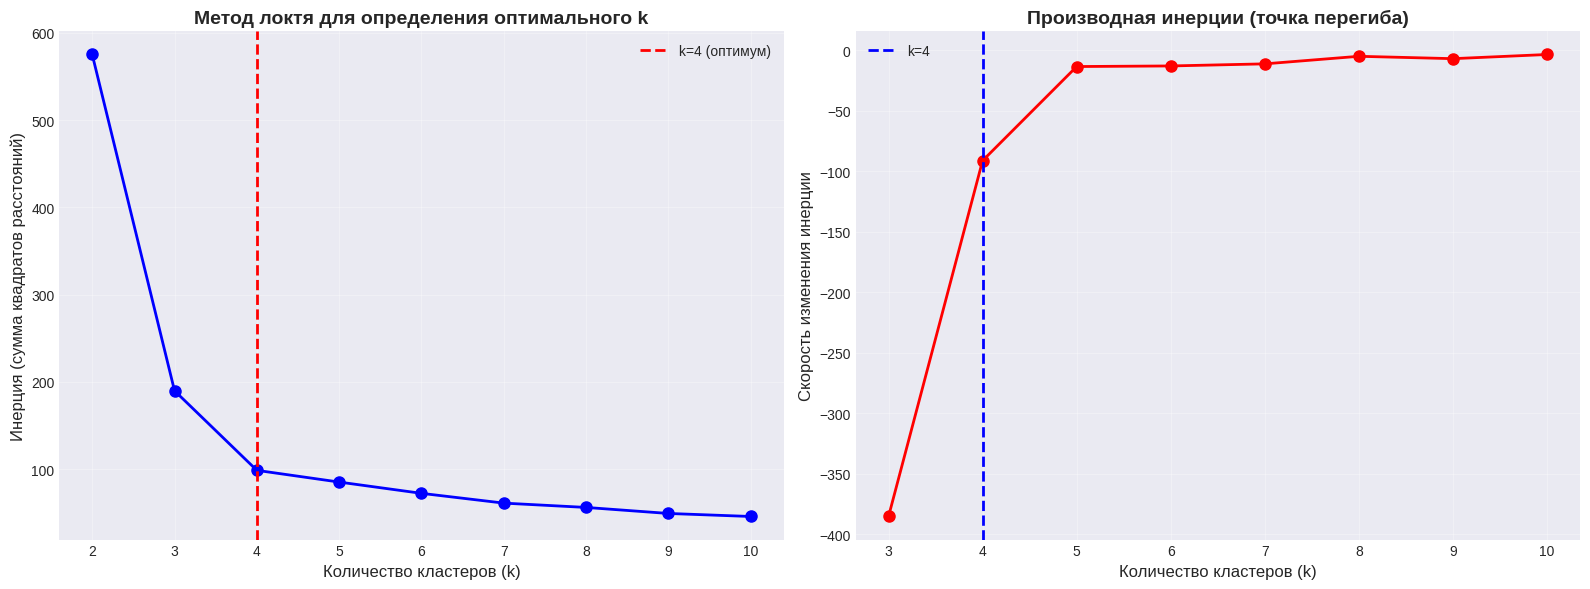 Метод локтя для определения оптимального k
600
500
400
300
200
100
Инерция (сумма квадратов расстояний)
k=4 (оптимум)
2 3 4 5 6 7 8 9 10
Количество кластеров (k)
Производная инерции (точка перегиба)
0
−50
−100
−150
−200
−250
−300
−350
−400
Скорость изменения инерции
k=4
3 4 5 6 7 8 9 10
Количество кластеров (k)